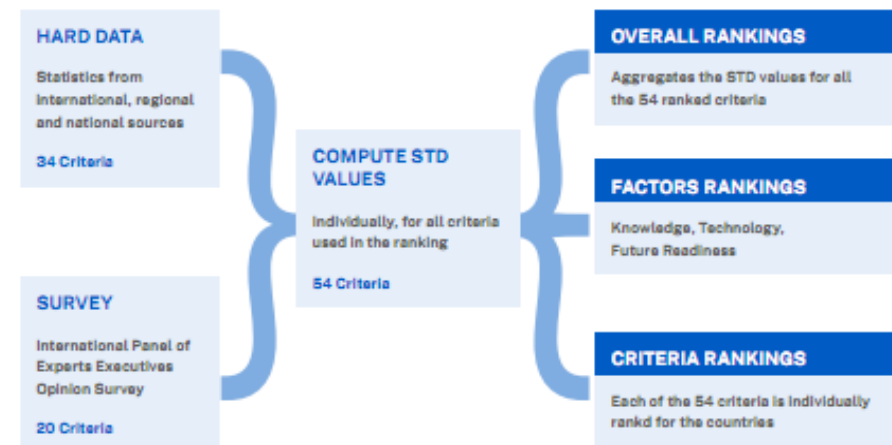 HARD DATA
Statistics from
International, regional
and national sources
34 Criteria
SURVEY
International Panel of
Experts Executives
Opinion Survey
20 Criteria
COMPUTE STD
VALUES
Individually, for all criteria
used in the ranking
54 Criteria
OVERALL RANKINGS
Aggregates the STD values for all
the 54 ranked criteria
FACTORS RANKINGS
Knowledge, Technology,
Future Readiness
CRITERIA RANKINGS
Each of the 54 criteria is individually
rankd for the countries